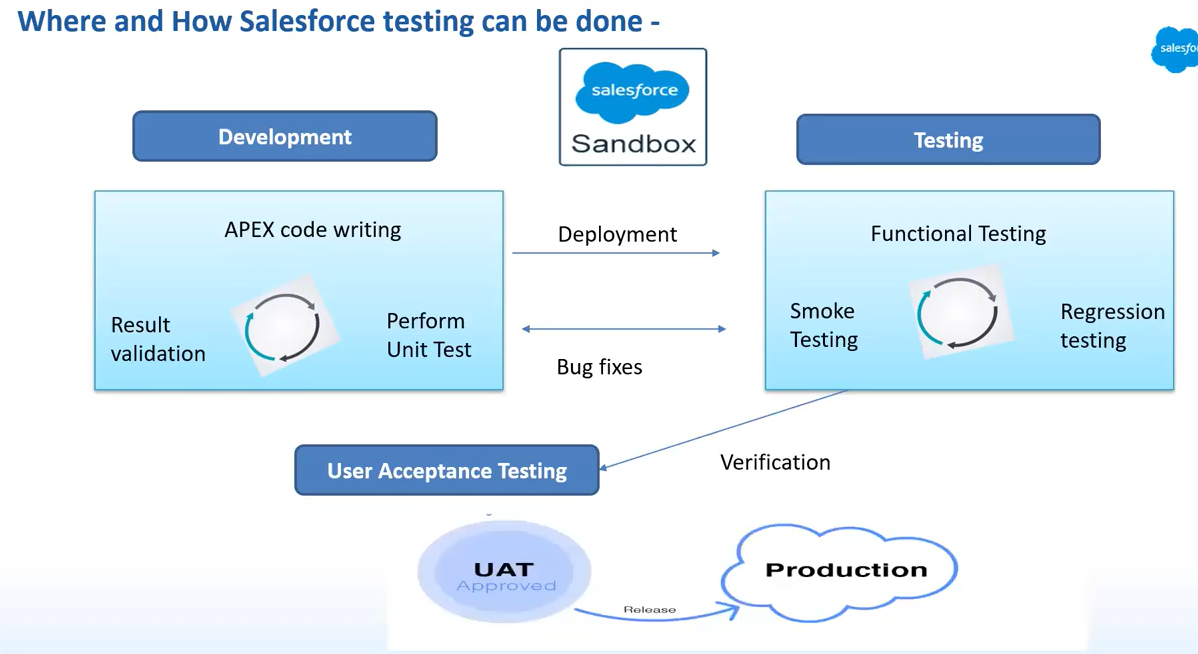 Where and How Salesforce testing can be done -
salesforce
Sandbox
Development
Testing
APEX code writing
Result
validation
Perform
Unit Test
Deployment
Bug fixes
Functional Testing
Smoke
Testing
Regression
testing
User Acceptance Testing
Verification
UAT
Approved
Release
Production